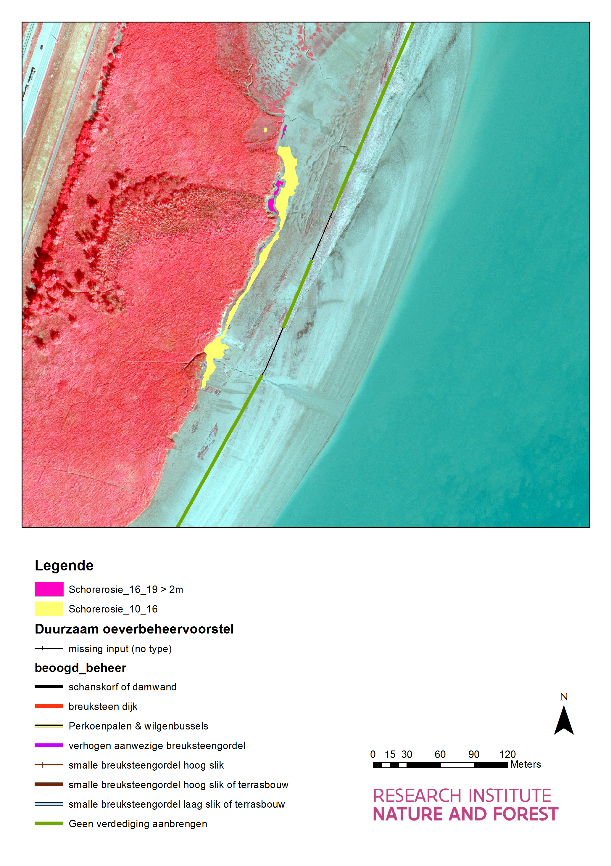 Legende
Schorerosie_16_19 > 2m
Schorerosie_10_16
Duurzaam oeverbeheervoorstel
missing input (no type)
beoogd_beheer
schanskorf of damwand
breuksteen dijk
Perkoenpalen & wilgenbussels
verhogen aanwezige breuksteengordel
smalle breuksteengordel hoog slik
smalle breuksteengordel hoog slik of terrasbouw
smalle breuksteengordel laag slik of terrasbouw
Geen verdediging aanbrengen
N
0 15 30 60 90 120
Meters
RESEARCH INSTITUTE
NATURE AND FOREST